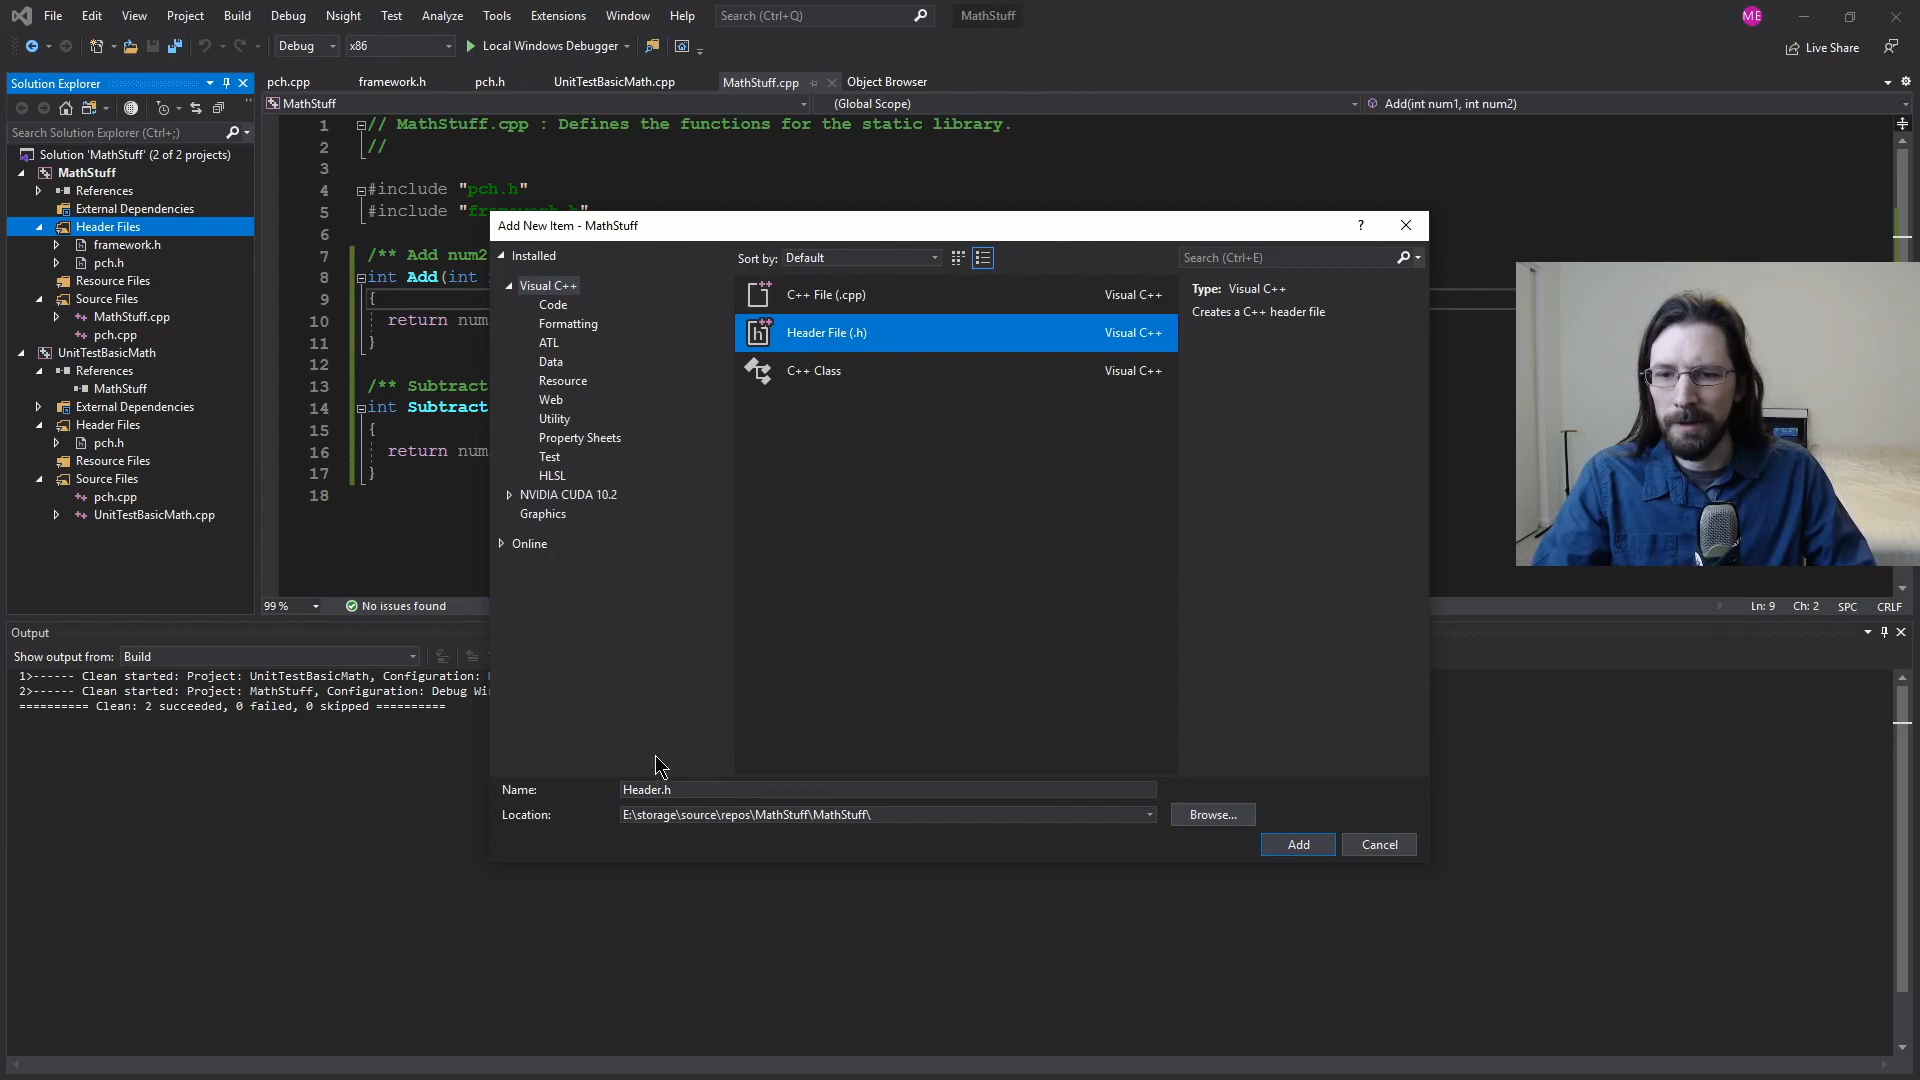 File Edit View Project Build Debug Nsight Test Analyze Tools Extensions Window Help Search (Ctrl+Q) MathStuff ME
Debug x86 Local Windows Debugger Live Share
Solution Explorer
Search Solution Explorer (Ctrl+;)
Solution 'MathStuff' (2 of 2 projects)
MathStuff
References
External Dependencies
Header Files
framework.h
pch.h
Resource Files
Source Files
MathStuff.cpp
pch.cpp
UnitTestBasicMath
References
MathStuff
External Dependencies
Header Files
pch.h
Resource Files
Source Files
pch.cpp
UnitTestBasicMath.cpp
pch.cpp framework.h pch.h UnitTestBasicMath.cpp MathStuff.cpp Object Browser
MathStuff (Global Scope) Add(int num1, int num2)
1 // MathStuff.cpp : Defines the functions for the static library.
2 //
3
4 #include "pch.h"
5 #include "framework.h"
6
7 /** Add num2
8 int Add(int
9 {
10 return num
11 }
12
13 /** Subtract
14 int Subtract
15 {
16 return num
17 }
18
99 % No issues found Ln: 9 Ch: 2 SPC CRLF
Add New Item - MathStuff ?
Installed
Visual C++
Code
Formatting
ATL
Data
Resource
Web
Utility
Property Sheets
Test
HLSL
NVIDIA CUDA 10.2
Graphics
Online
Sort by: Default
C++ File (.cpp) Visual C++
Header File (.h) Visual C++
C++ Class Visual C++
Search (Ctrl+E)
Type: Visual C++
Creates a C++ header file
Name: Header.h
Location: E:\storage\source\repos\MathStuff\MathStuff\ Browse...
Add Cancel
Output
Show output from: Build
1>------ Clean started: Project: UnitTestBasicMath, Configuration:
2>------ Clean started: Project: MathStuff, Configuration: Debug Wi
========== Clean: 2 succeeded, 0 failed, 0 skipped ==========